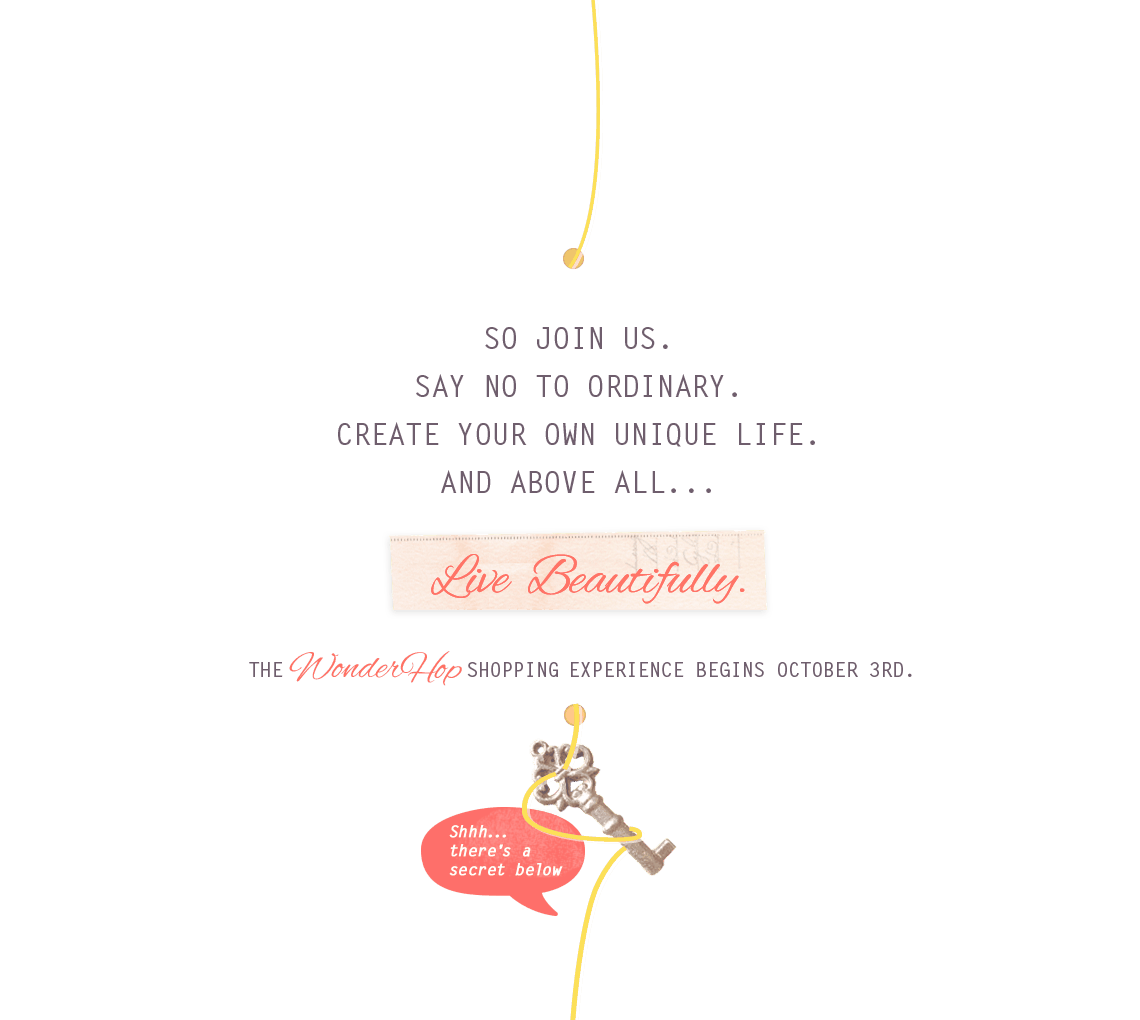 SO JOIN US.
SAY NO TO ORDINARY.
CREATE YOUR OWN UNIQUE LIFE.
AND ABOVE ALL...
Live Beautifully.
THE WonderHop SHOPPING EXPERIENCE BEGINS OCTOBER 3RD.
Shhh...
there's a
secret below